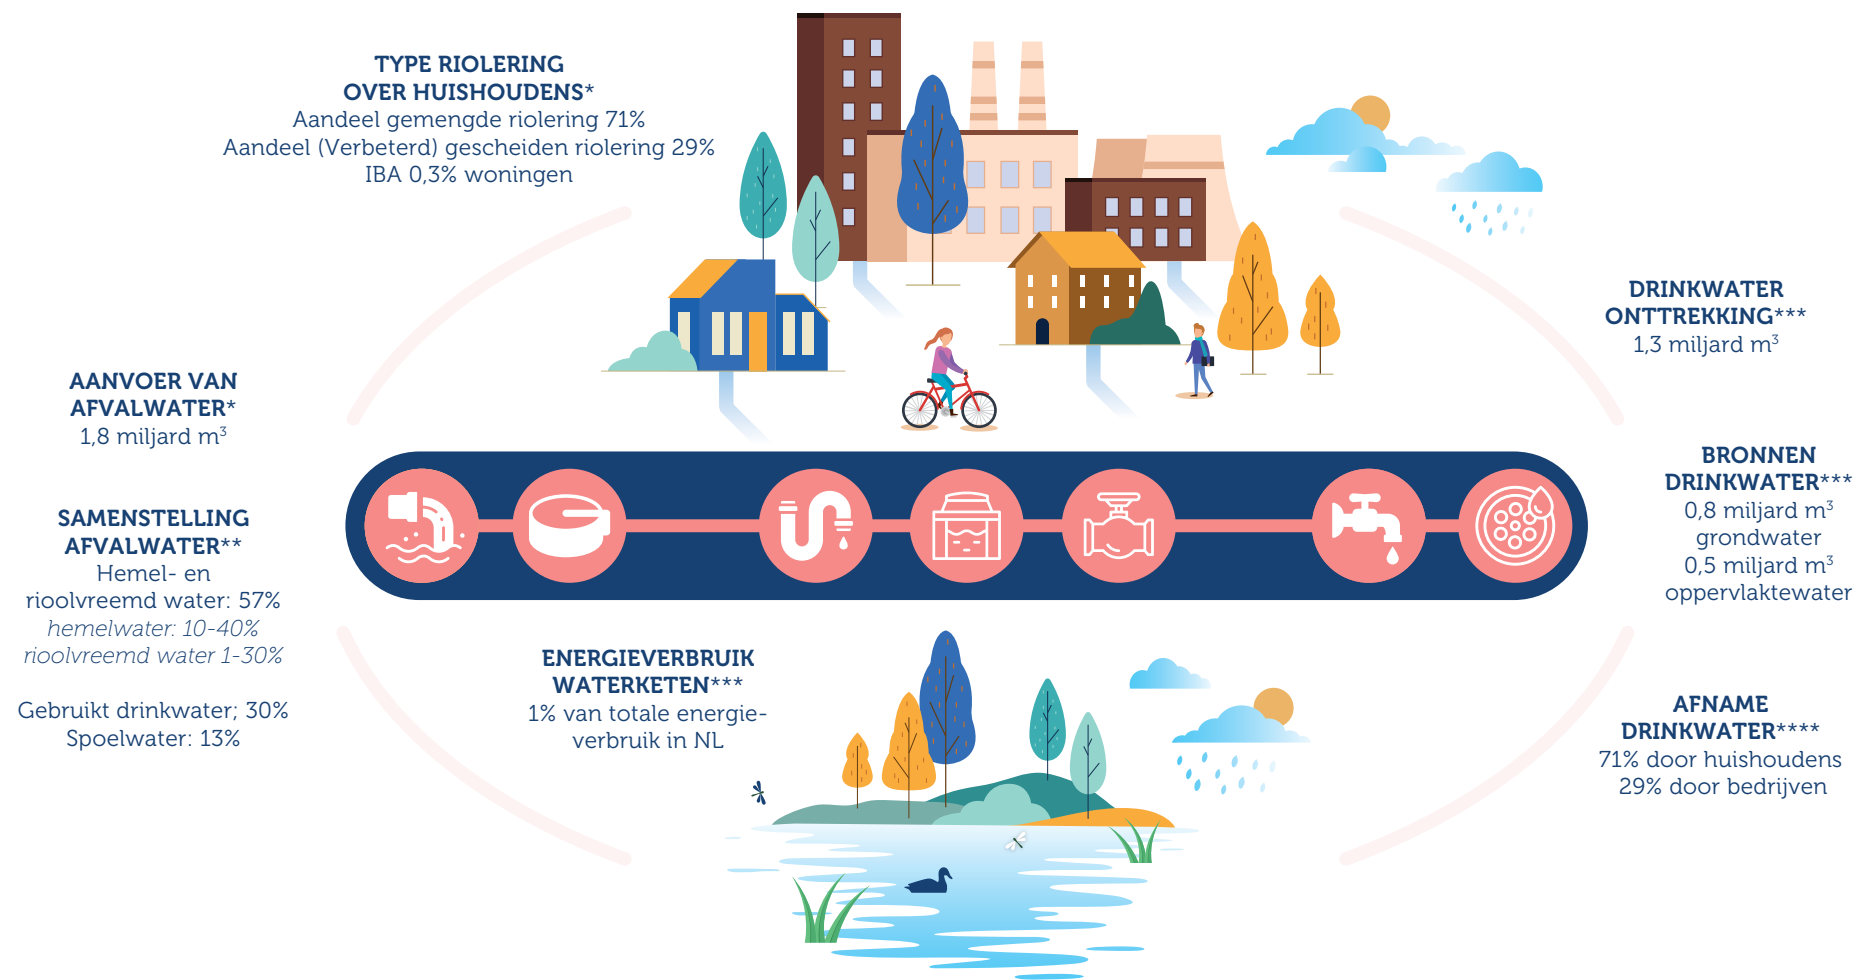 TYPE RIOLERING
OVER HUISHOUDENS*
Aandeel gemengde riolering 71%
Aandeel (Verbeterd) gescheiden riolering 29%
IBA 0,3% woningen
AANVOER VAN
AFVALWATER*
1,8 miljard m³
SAMENSTELLING
AFVALWATER**
Hemel- en
rioolvreemd water: 57%
hemelwater: 10-40%
rioolvreemd water 1-30%
Gebruikt drinkwater; 30%
Spoelwater: 13%
ENERGIEVERBRUIK
WATERKETEN***
1% van totale energie-
verbruik in NL
DRINKWATER
ONTTREKKING***
1,3 miljard m³
BRONNEN
DRINKWATER***
0,8 miljard m³
grondwater
0,5 miljard m³
oppervlaktewater
AFNAME
DRINKWATER****
71% door huishoudens
29% door bedrijven